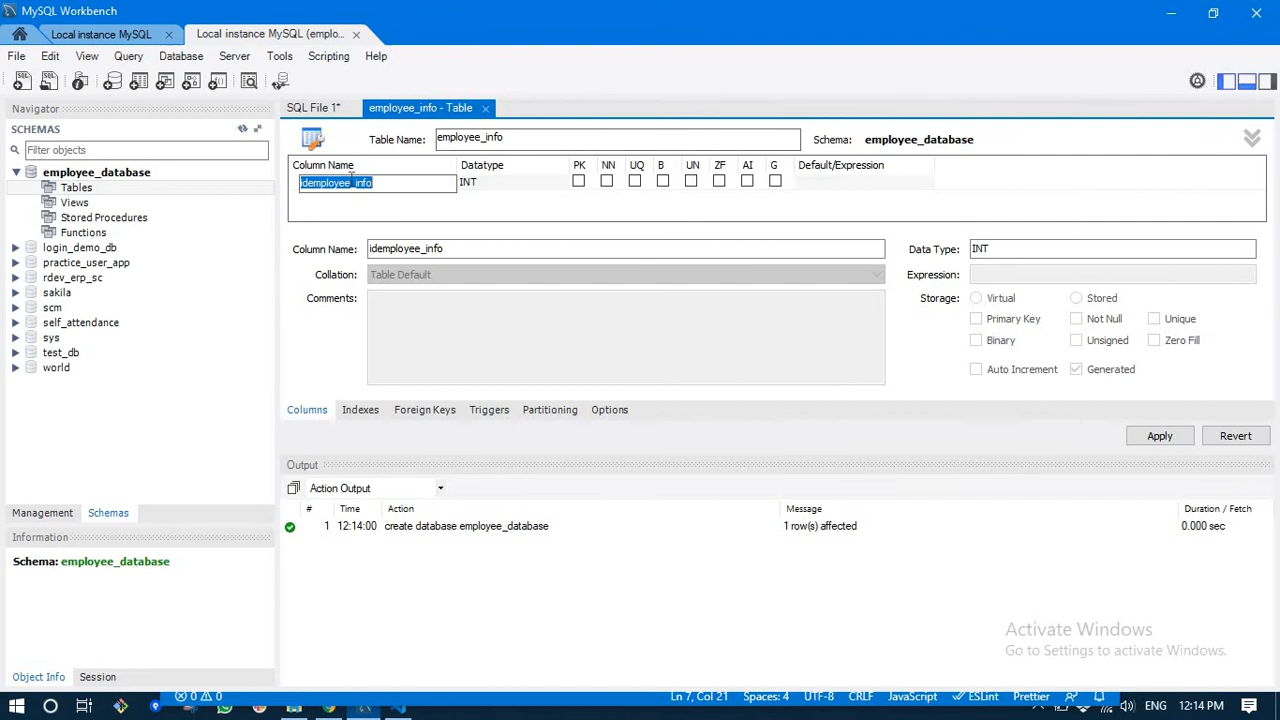 MySQL Workbench
Local instance MySQL
Local instance MySQL (emplo...
File Edit View Query Database Server Tools Scripting Help
Navigator
SCHEMAS
Filter objects
employee_database
Tables
Views
Stored Procedures
Functions
login_demo_db
practice_user_app
rdev_erp_sc
sakila
scm
self_attendance
sys
test_db
world
Management Schemas
Information
Schema: employee_database
Object Info Session
SQL File 1* employee_info - Table
Table Name: employee_info Schema: employee_database
Column Name Datatype PK NN UQ B UN ZF AI G Default/Expression
idemployee_info INT
Column Name: idemployee_info Data Type: INT
Collation: Table Default Expression:
Comments: Storage: Virtual Stored
Primary Key Not Null Unique
Binary Unsigned Zero Fill
Auto Increment Generated
Columns Indexes Foreign Keys Triggers Partitioning Options
Apply Revert
Output
Action Output
# Time Action Message Duration / Fetch
1 12:14:00 create database employee_database 1 row(s) affected 0.000 sec
Activate Windows
Go to Settings to activate Windows.
0 0 Ln 7, Col 21 Spaces: 4 UTF-8 CRLF JavaScript ESLint Prettier
ENG 12:14 PM